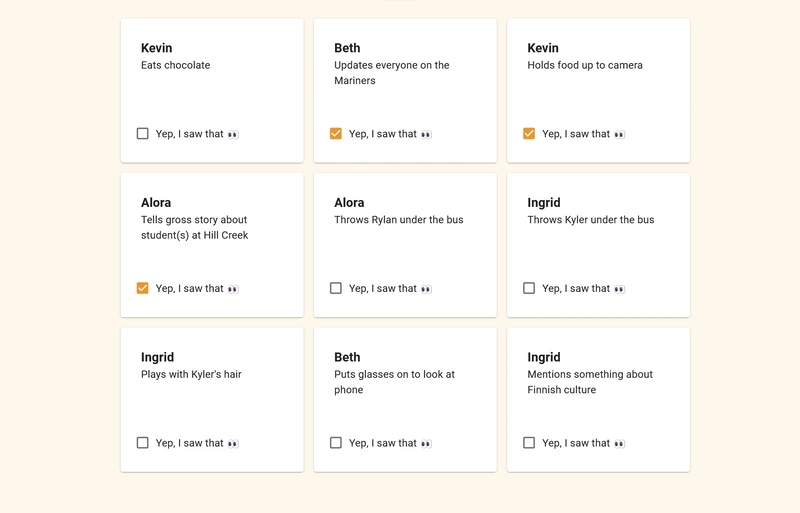 Kevin
Eats chocolate
Yep, I saw that 👀
Beth
Updates everyone on the
Mariners
Yep, I saw that 👀
Kevin
Holds food up to camera
Yep, I saw that 👀
Alora
Tells gross story about
student(s) at Hill Creek
Yep, I saw that 👀
Alora
Throws Rylan under the bus
Yep, I saw that 👀
Ingrid
Throws Kyler under the bus
Yep, I saw that 👀
Ingrid
Plays with Kyler's hair
Yep, I saw that 👀
Beth
Puts glasses on to look at
phone
Yep, I saw that 👀
Ingrid
Mentions something about
Finnish culture
Yep, I saw that 👀